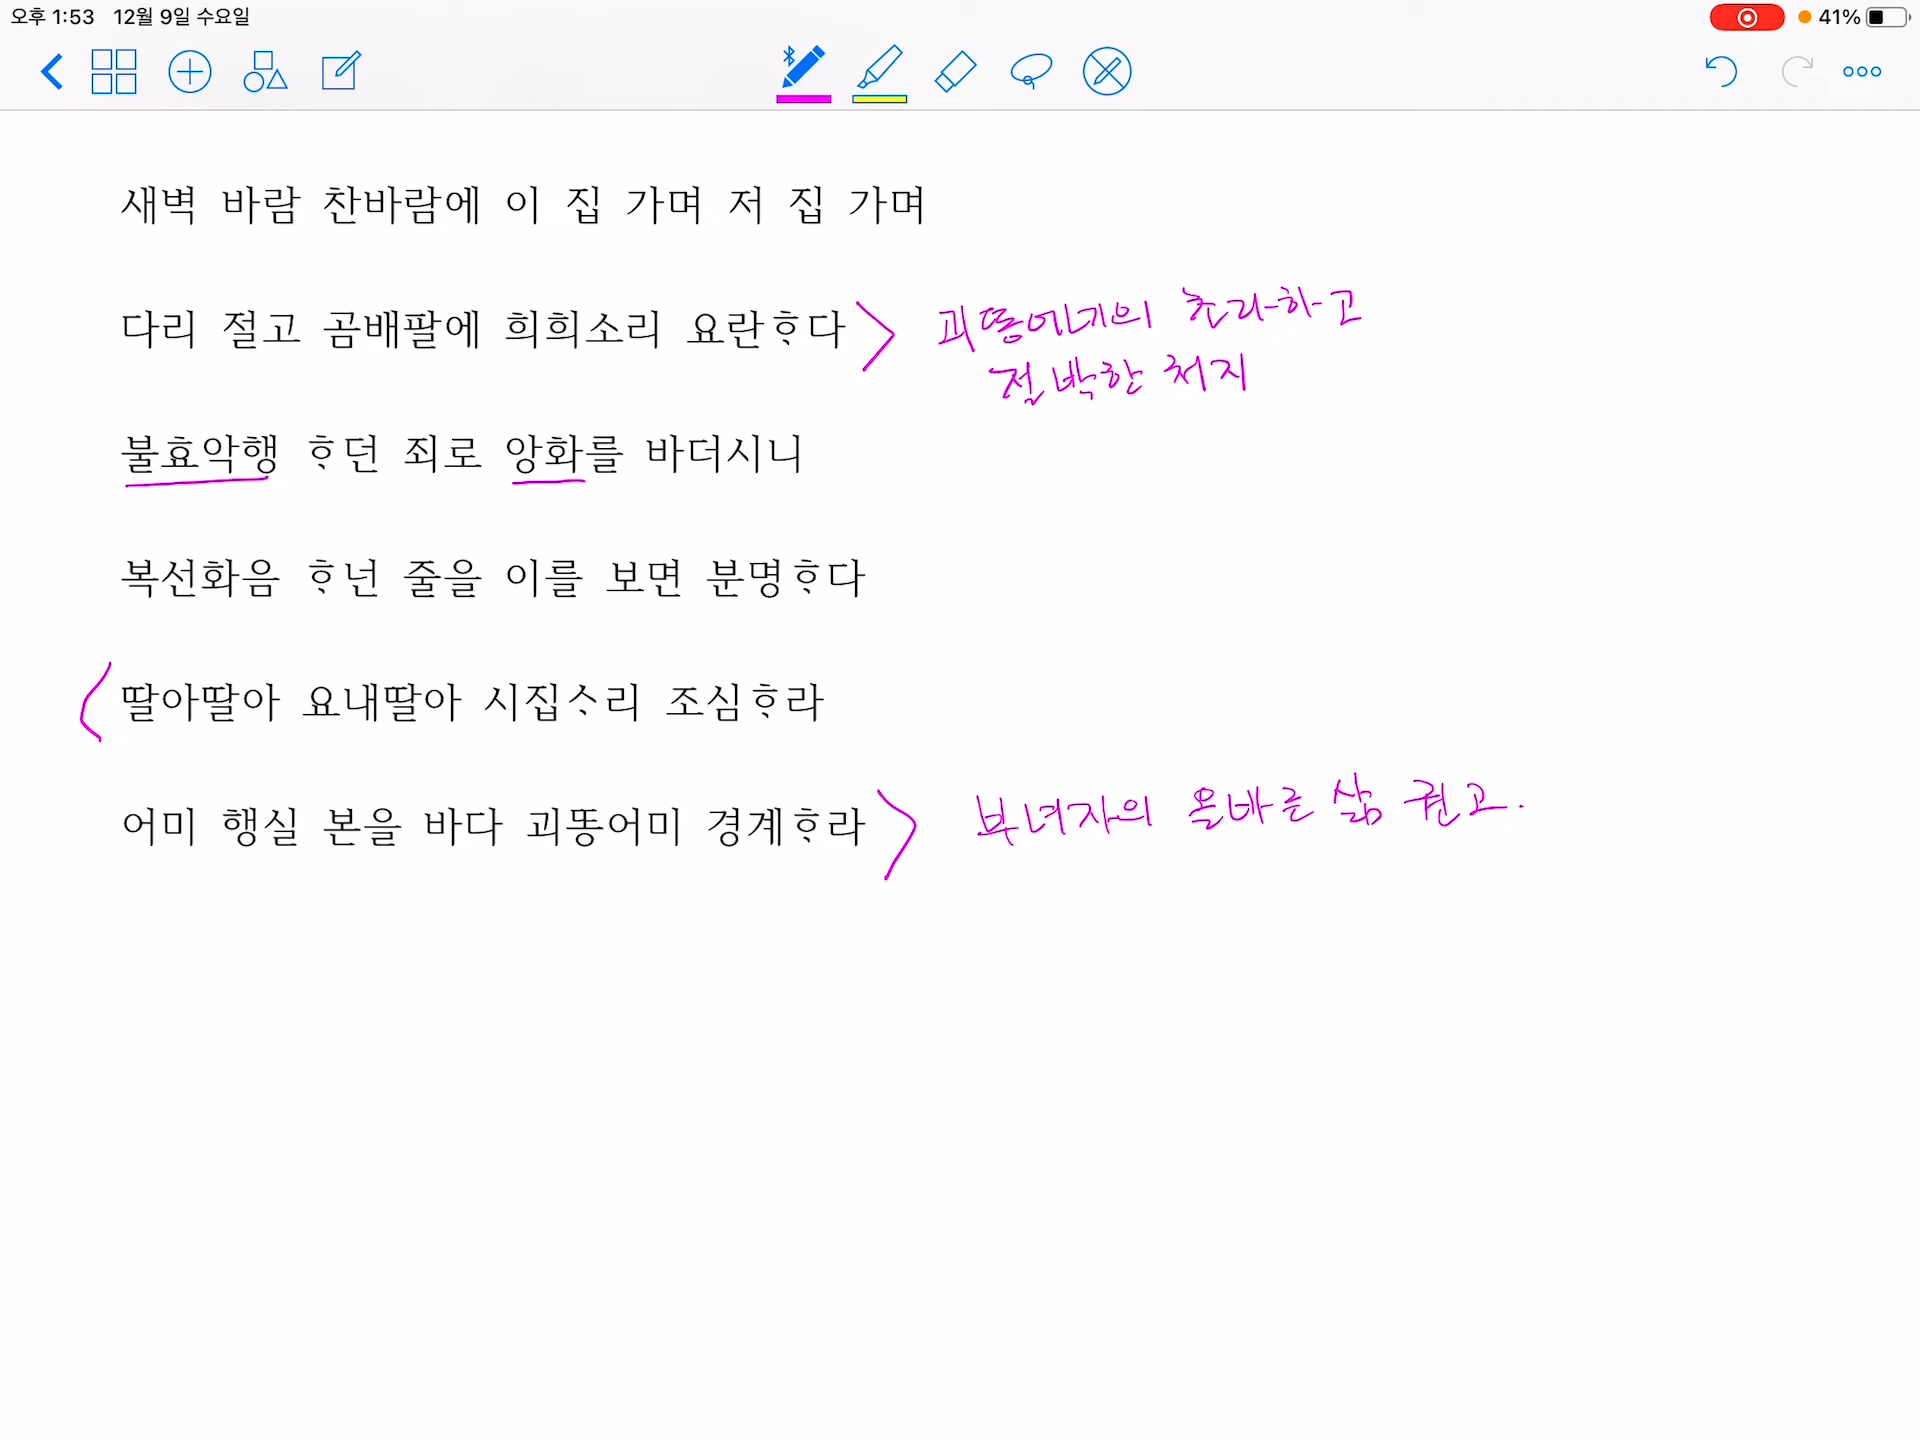 오후 1:53 12월 9일 수요일
41%
새벽 바람 찬바람에 이 집 가며 저 집 가며
다리 절고 곰배팔에 희희소리 요란ᄒᆞ다
괴똥어미의 초라하고
절박한 처지
불효악행 ᄒᆞ던 죄로 앙화를 바더시니
복선화음 ᄒᆞ넌 줄을 이를 보면 분명ᄒᆞ다
딸아딸아 요내딸아 시집ᄉᆞ리 조심ᄒᆞ라
어미 행실 본을 바다 괴똥어미 경계ᄒᆞ라
부녀자의 올바른 삶 권고.